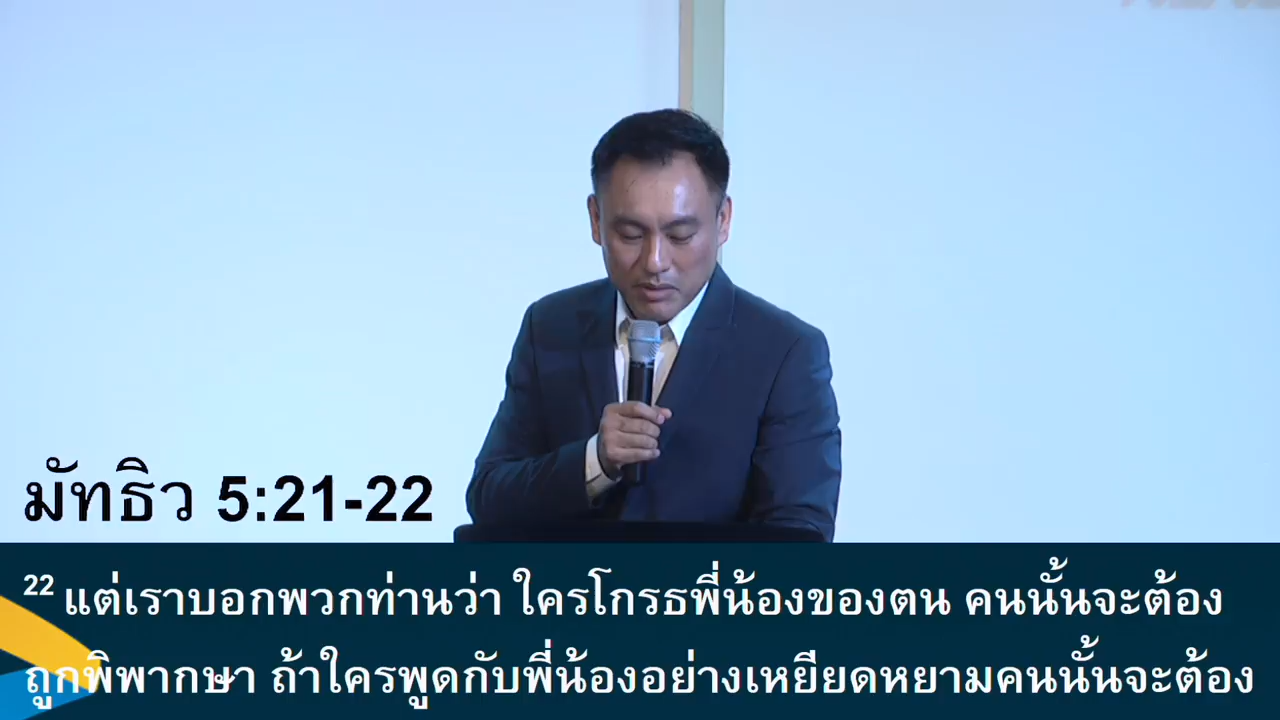 มัทธิว 5:21-22
22 แต่เราบอกพวกท่านว่า ใครโกรธพี่น้องของตน คนนั้นจะต้อง
ถูกพิพากษา ถ้าใครพูดกับพี่น้องอย่างเหยียดหยามคนนั้นจะต้อง